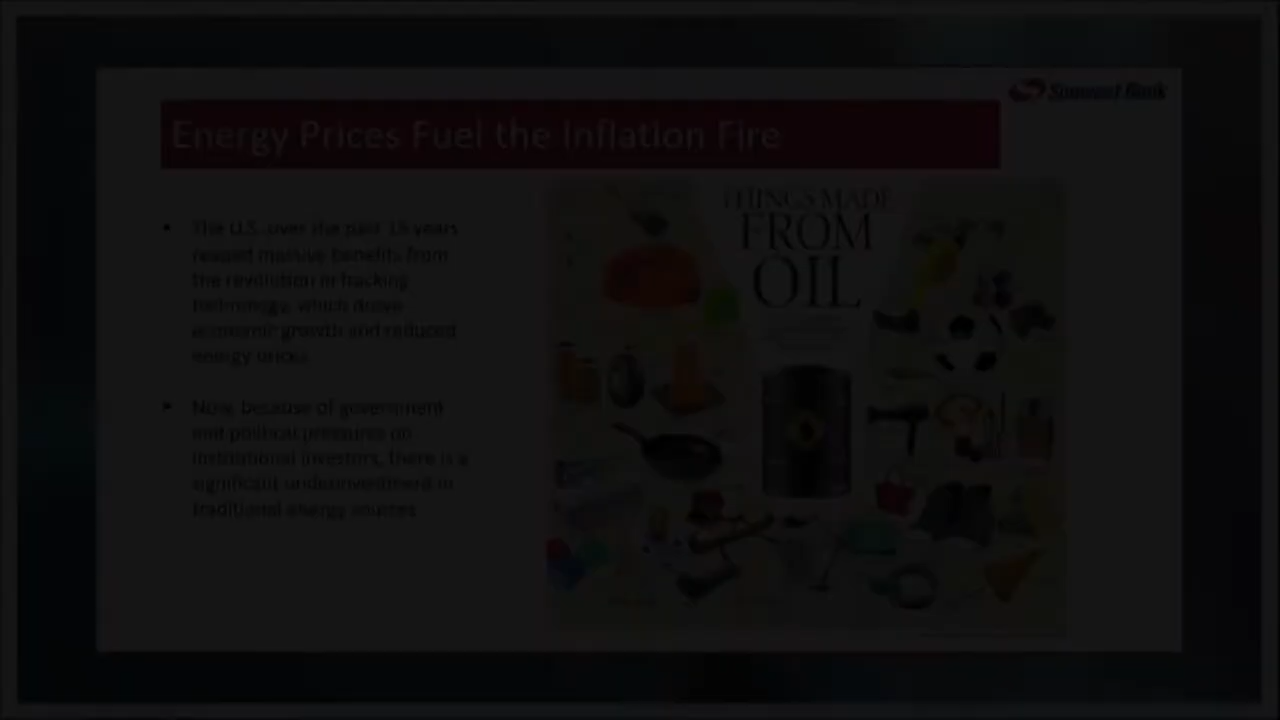 Sunwest Bank
Energy Prices Fuel the Inflation Fire
The U.S. over the past 15 years
reaped massive benefits from
the revolution in fracking
technology, which drove
economic growth and reduced
energy prices
Now, because of government
and political pressures on
institutional investors, there is a
significant underinvestment in
traditional energy sources
THINGS MADE
FROM
OIL